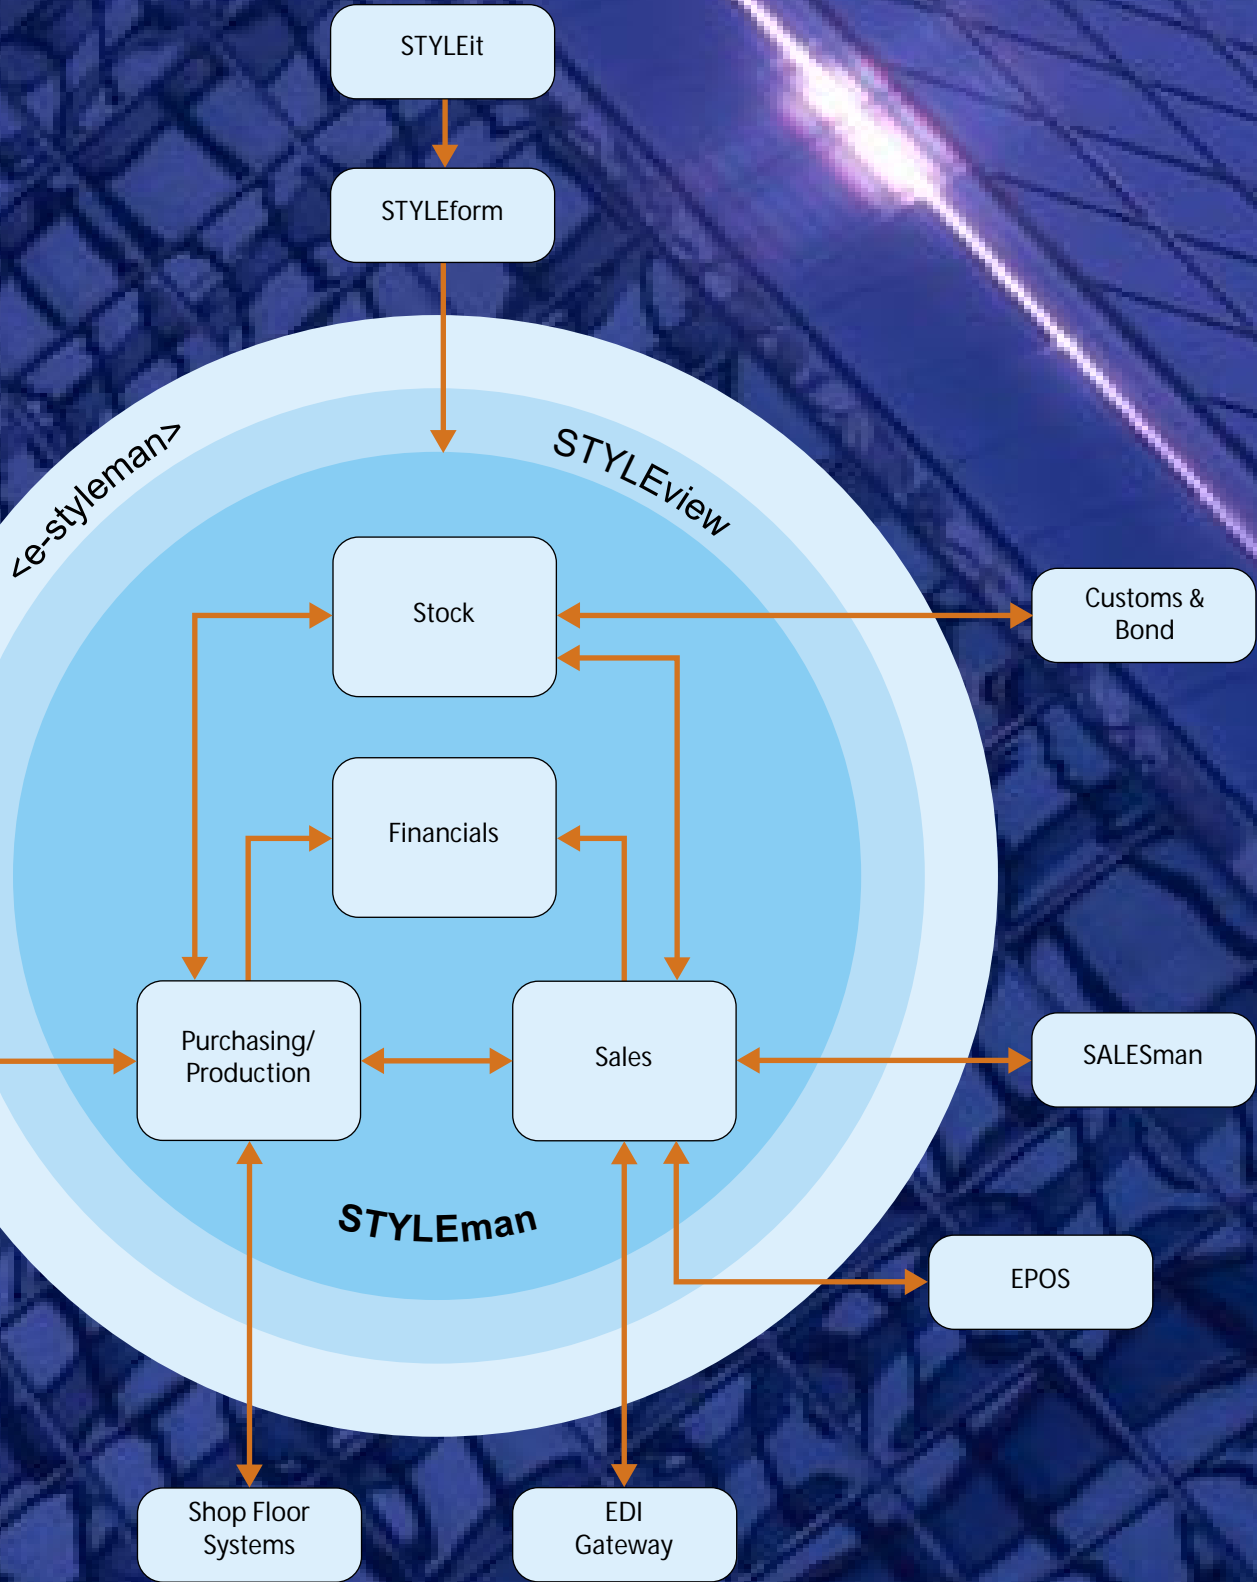 STYLEit
STYLEform
<e-styleman>
STYLEview
Stock
Customs &
Bond
Financials
Purchasing/
Production
Sales
SALESman
STYLEman
EPOS
Shop Floor
Systems
EDI
Gateway